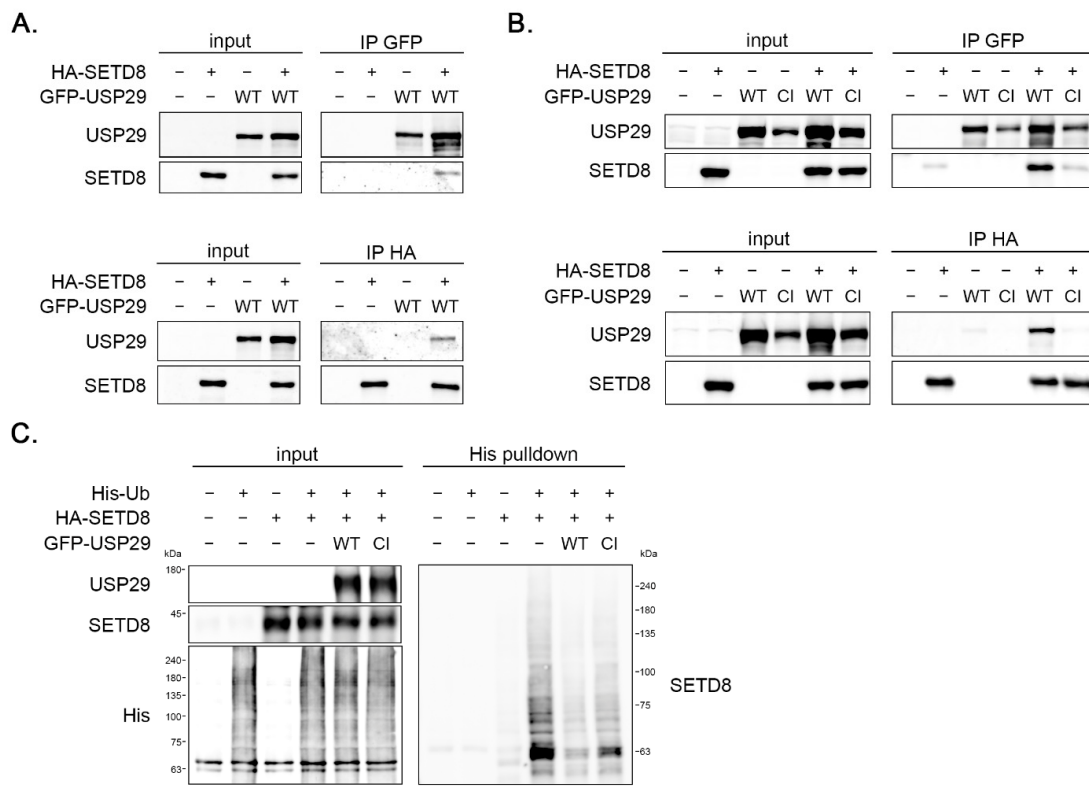 A.
input IP GFP
HA-SETD8 – + – + – + – +
GFP-USP29 – – WT WT – – WT WT
USP29
SETD8
input IP HA
HA-SETD8 – + – + – + – +
GFP-USP29 – – WT WT – – WT WT
USP29
SETD8
B.
input IP GFP
HA-SETD8 – + – – + + – + – – + +
GFP-USP29 – – WT CI WT CI – – WT CI WT CI
USP29
SETD8
input IP HA
HA-SETD8 – + – – + + – + – – + +
GFP-USP29 – – WT CI WT CI – – WT CI WT CI
USP29
SETD8
C.
input His pulldown
His-Ub – + – + + + – + – + + +
HA-SETD8 – – + + + + – – + + + +
GFP-USP29 – – – – WT CI – – – – WT CI
kDa kDa
180-
USP29
45-
SETD8
240-
180-
135-
100-
75-
63-
His
-240
-180
-135
-100
-75
-63
SETD8